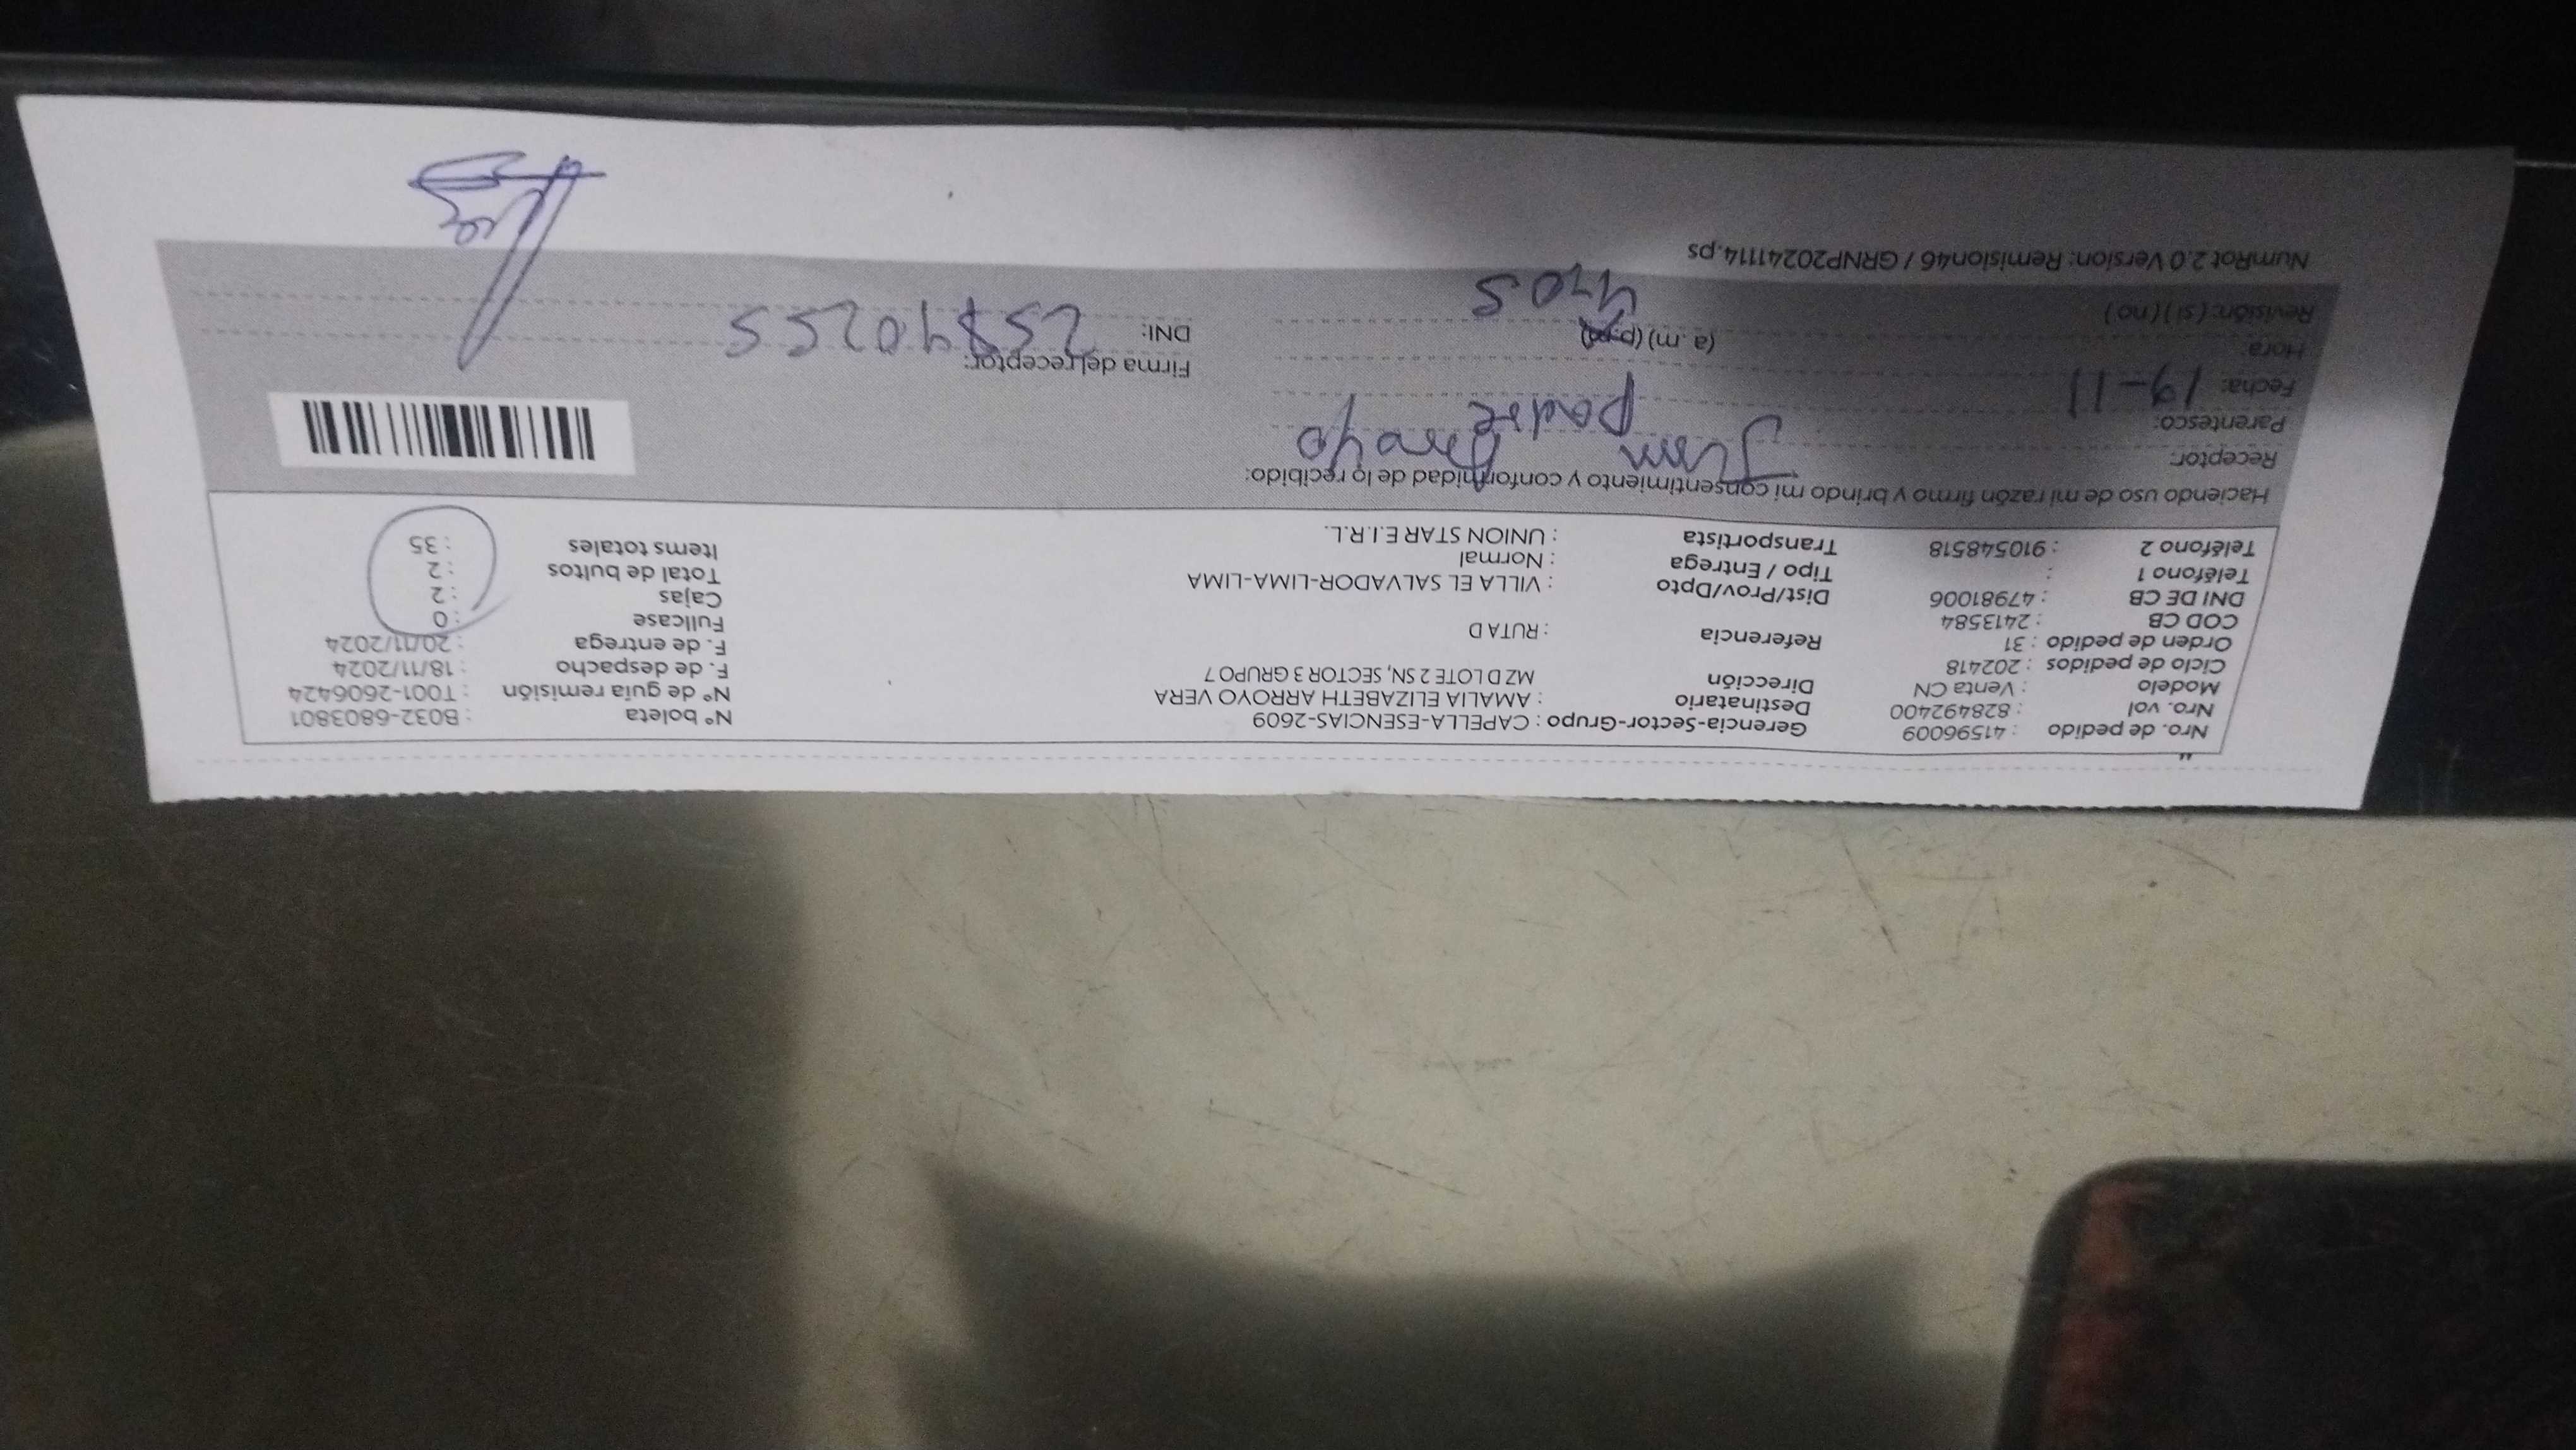 Nro. de pedido : 41596009 Gerencia-Sector-Grupo : CAPELLA-ESENCIAS-2609 N° boleta : B032-6803801
Nro. vol : 828492400 Destinatario : AMALIA ELIZABETH ARROYO VERA N° de guía remisión : T001-2606424
Modelo : Venta CN Dirección MZ D LOTE 2 SN, SECTOR 3 GRUPO 7 F. de despacho : 18/11/2024
Ciclo de pedidos : 202418 F. de entrega : 20/11/2024
Orden de pedido : 31 Referencia : RUTA D Fullcase : 0
COD CB : 2413584 Cajas : 2
DNI DE CB : 47981006 Dist/Prov/Dpto : VILLA EL SALVADOR-LIMA-LIMA Total de bultos : 2
Teléfono 1 : Tipo / Entrega : Normal Items totales : 35
Teléfono 2 : 910548518 Transportista : UNION STAR E.I.R.L.
Haciendo uso de mi razón firmo y brindo mi consentimiento y conformidad de lo recibido:
Receptor: Arroyo
Parentesco: padre
Fecha: 19-11 Firma del receptor:
Hora: (a. m) (p. m) DNI:
Revisión: ( si ) ( no )
NumRot 2.0 Version: Remision46 / GRNP20241114.ps